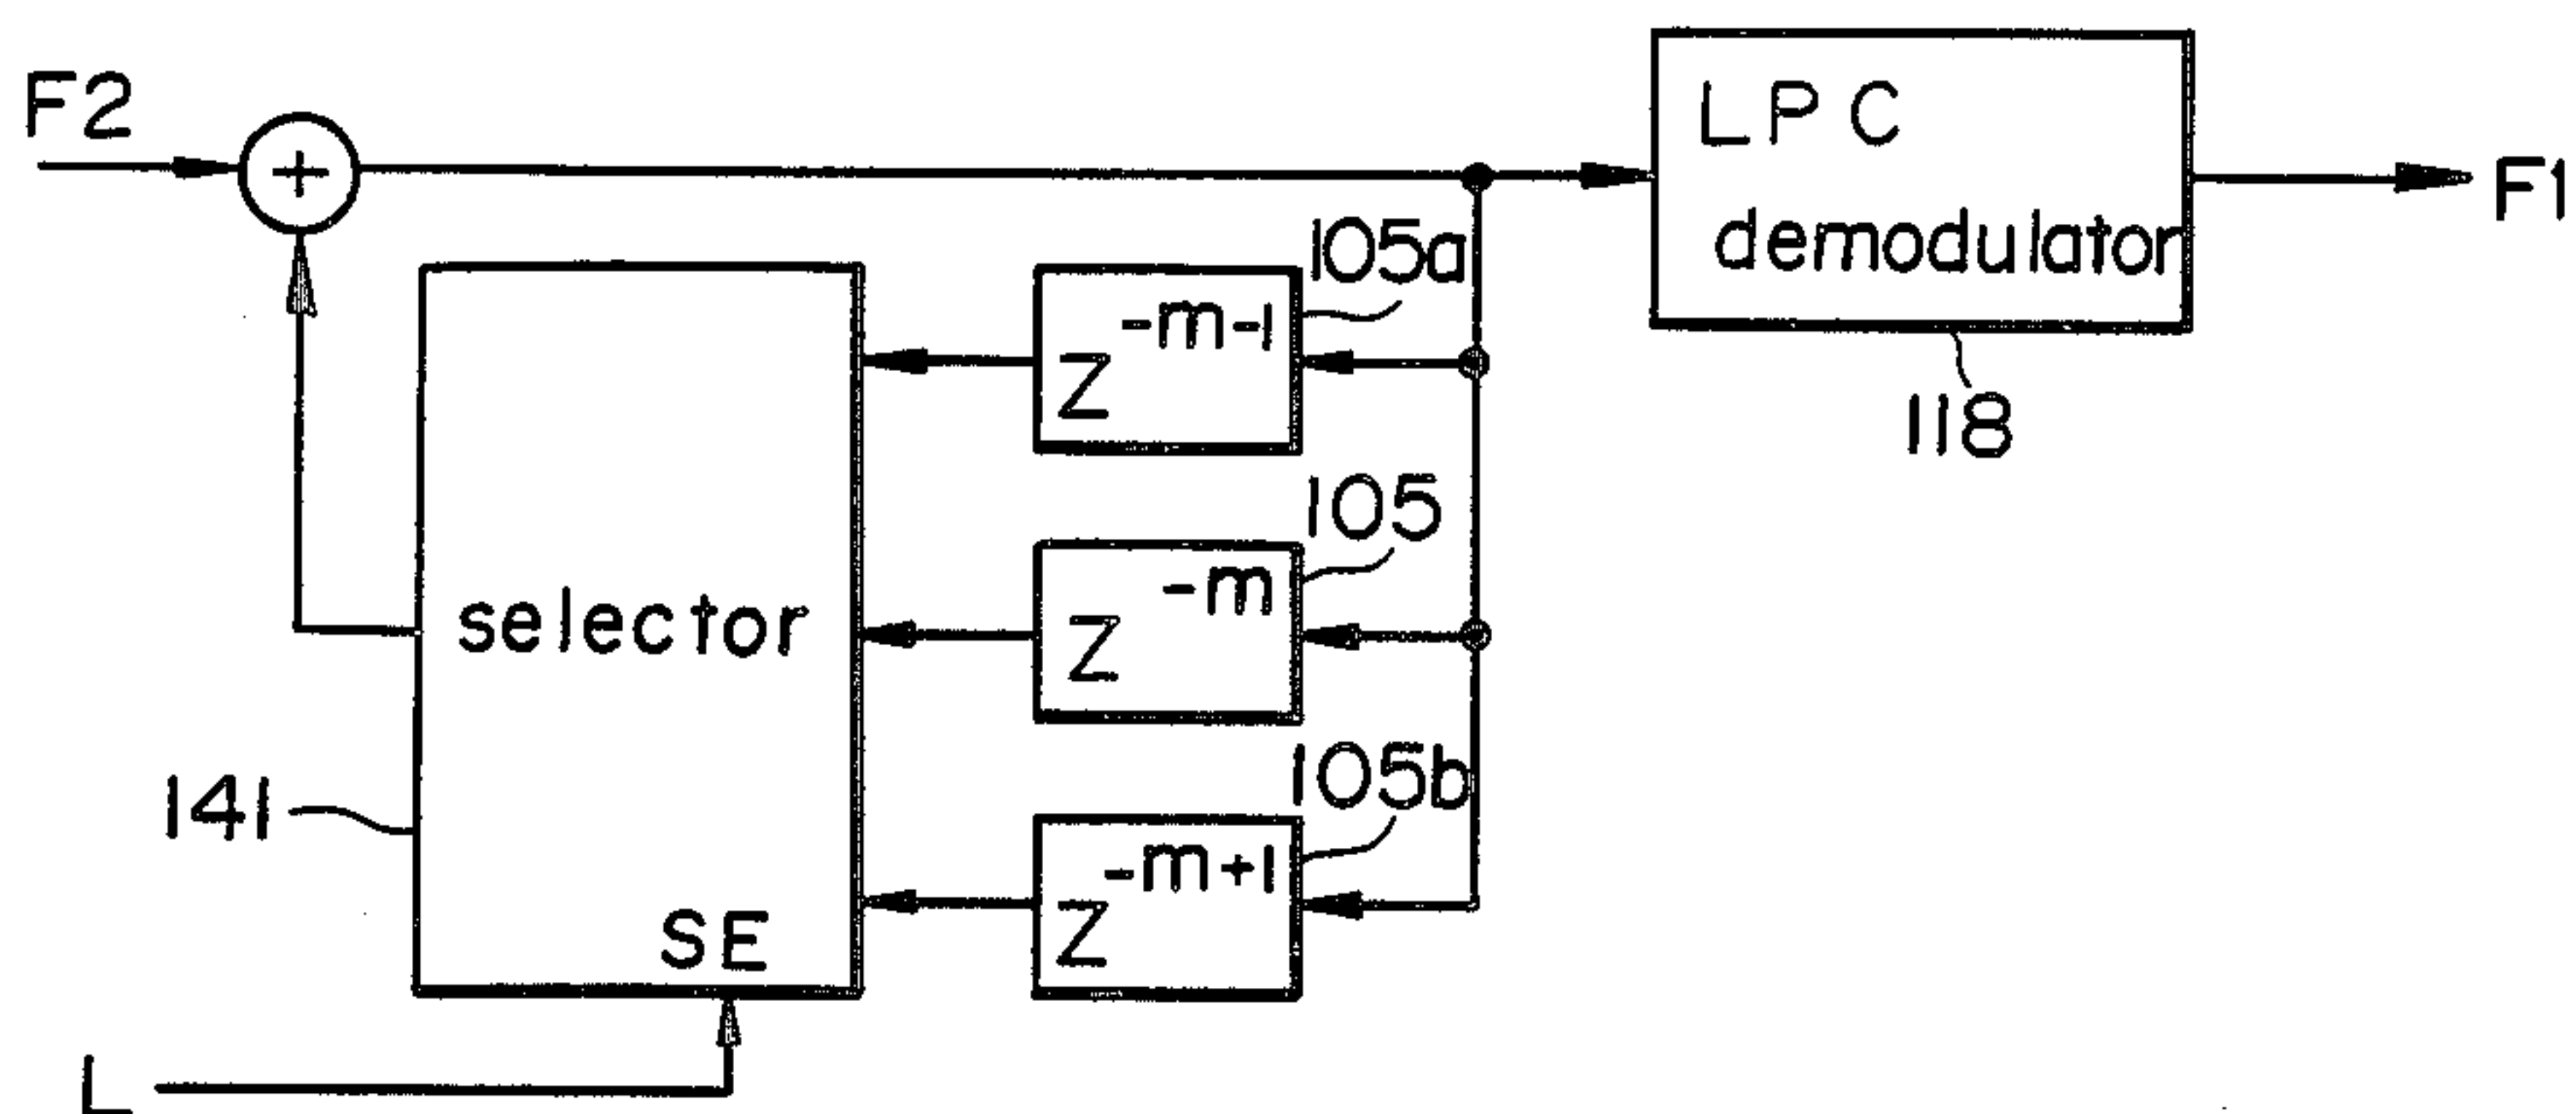 F2
+
LPC
demodulator
F1
118
105a
z-m-1
105
z-m
105b
z-m+1
selector
SE
141
L